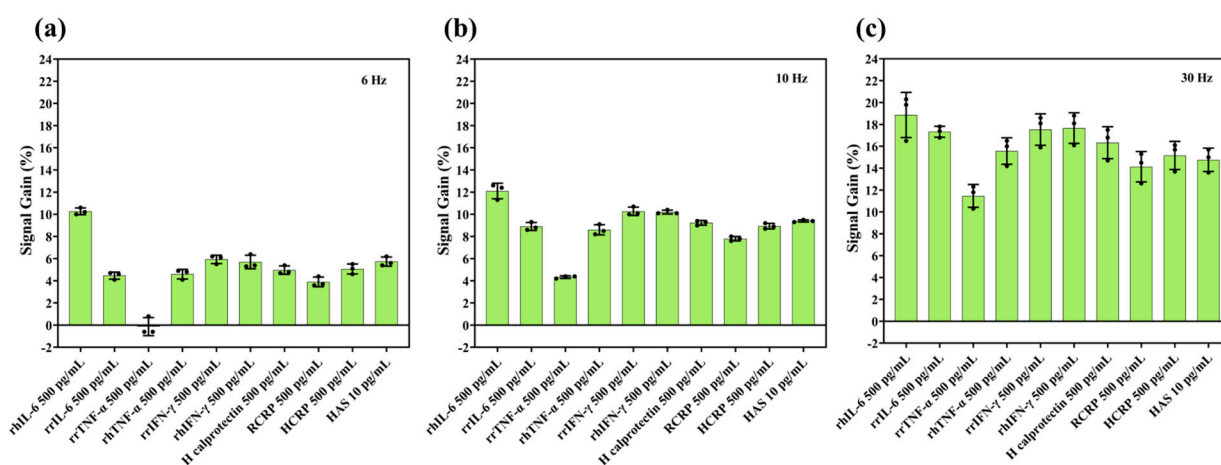 (a)
6 Hz
Signal Gain (%)
24
22
20
18
16
14
12
10
8
6
4
2
0
-2
rhIL-6 500 pg/mL
rrIL-6 500 pg/mL
rrTNF-α 500 pg/mL
rhTNF-α 500 pg/mL
rrIFN-γ 500 pg/mL
rhIFN-γ 500 pg/mL
H calprotectin 500 pg/mL
RCRP 500 pg/mL
HCRP 500 pg/mL
HAS 10 pg/mL
(b)
10 Hz
Signal Gain (%)
24
22
20
18
16
14
12
10
8
6
4
2
0
-2
rhIL-6 500 pg/mL
rrIL-6 500 pg/mL
rrTNF-α 500 pg/mL
rhTNF-α 500 pg/mL
rrIFN-γ 500 pg/mL
rhIFN-γ 500 pg/mL
H calprotectin 500 pg/mL
RCRP 500 pg/mL
HCRP 500 pg/mL
HAS 10 pg/mL
(c)
30 Hz
Signal Gain (%)
24
22
20
18
16
14
12
10
8
6
4
2
0
-2
rhIL-6 500 pg/mL
rrIL-6 500 pg/mL
rrTNF-α 500 pg/mL
rhTNF-α 500 pg/mL
rrIFN-γ 500 pg/mL
rhIFN-γ 500 pg/mL
H calprotectin 500 pg/mL
RCRP 500 pg/mL
HCRP 500 pg/mL
HAS 10 pg/mL